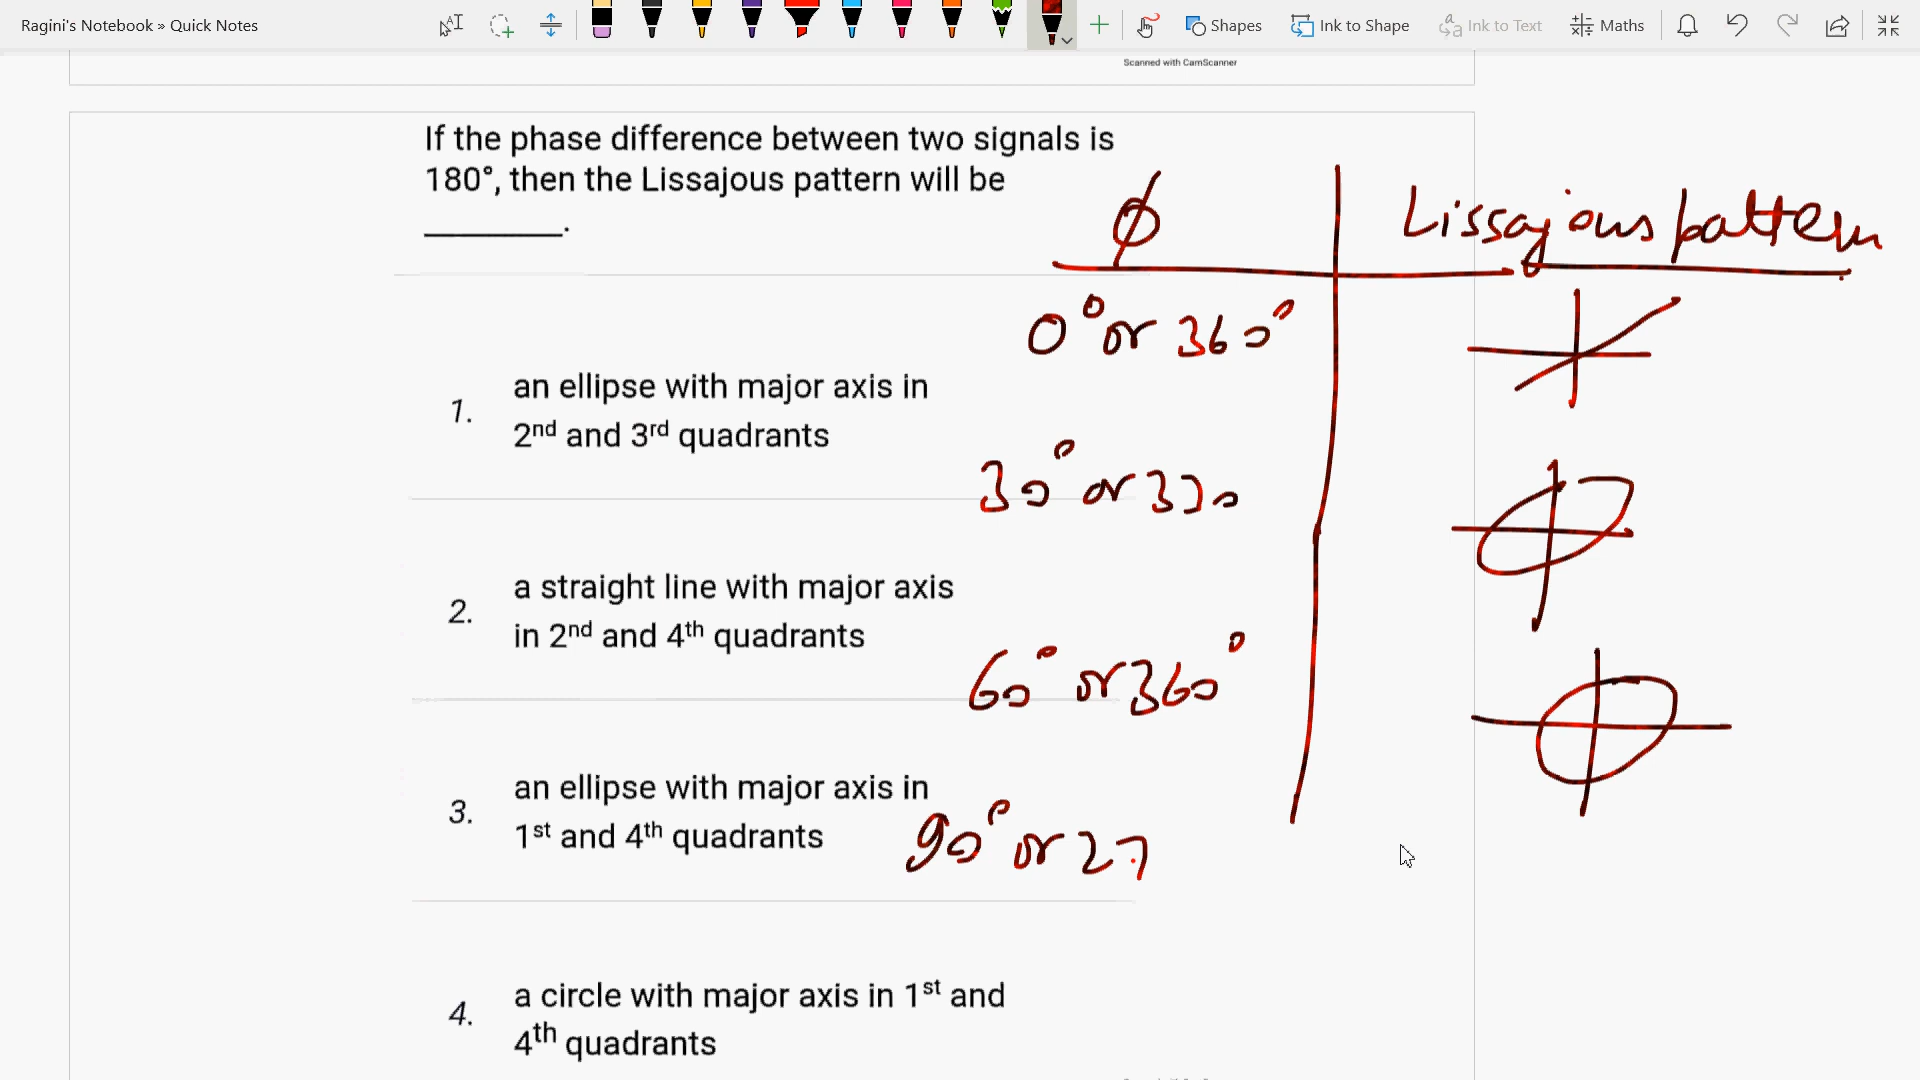 Ragini's Notebook » Quick Notes
Shapes
Ink to Shape
Ink to Text
Maths
Scanned with CamScanner
If the phase difference between two signals is
180°, then the Lissajous pattern will be
________.
ϕ Lissajous pattern
0° or 360°
1. an ellipse with major axis in
2nd and 3rd quadrants
30° or 330
2. a straight line with major axis
in 2nd and 4th quadrants
60° or 360°
3. an ellipse with major axis in
1st and 4th quadrants
90° or 27
4. a circle with major axis in 1st and
4th quadrants